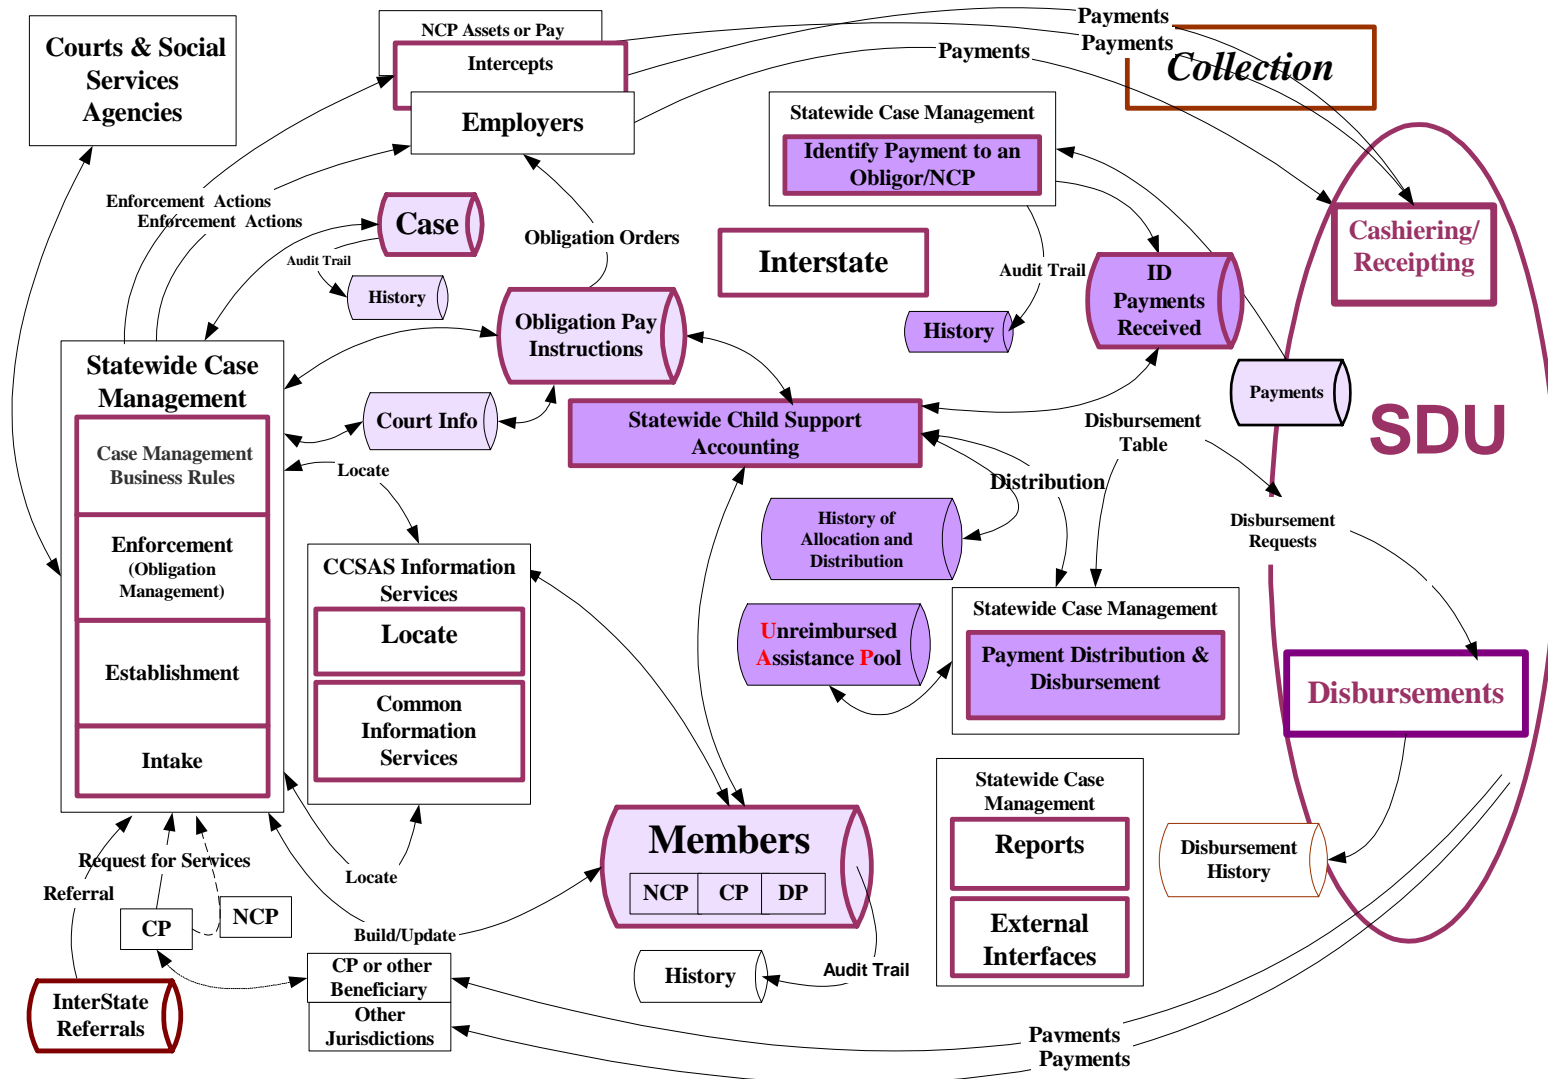 Courts & Social
Services
Agencies
NCP Assets or Pay
Intercepts
Employers
Payments
Payments
Payments
Collection
Statewide Case Management
Identify Payment to an
Obligor/NCP
Enforcement Actions
Enforcement Actions
Case
Audit Trail
History
Obligation Orders
Interstate
Audit Trail
History
ID
Payments
Received
Cashiering/
Receipting
Obligation Pay
Instructions
Payments
SDU
Statewide Case
Management
Case Management
Business Rules
Enforcement
(Obligation
Management)
Establishment
Intake
Court Info
Locate
Statewide Child Support
Accounting
Disbursement
Table
Distribution
History of
Allocation and
Distribution
Disbursement
Requests
CCSAS Information
Services
Locate
Common
Information
Services
Unreimbursed
Assistance Pool
Statewide Case Management
Payment Distribution &
Disbursement
Disbursements
Statewide Case
Management
Reports
External
Interfaces
Disbursement
History
Members
NCP
CP
DP
Request for Services
Referral
Locate
CP
NCP
Build/Update
InterState
Referrals
CP or other
Beneficiary
Other
Jurisdictions
History
Audit Trail
Payments
Payments